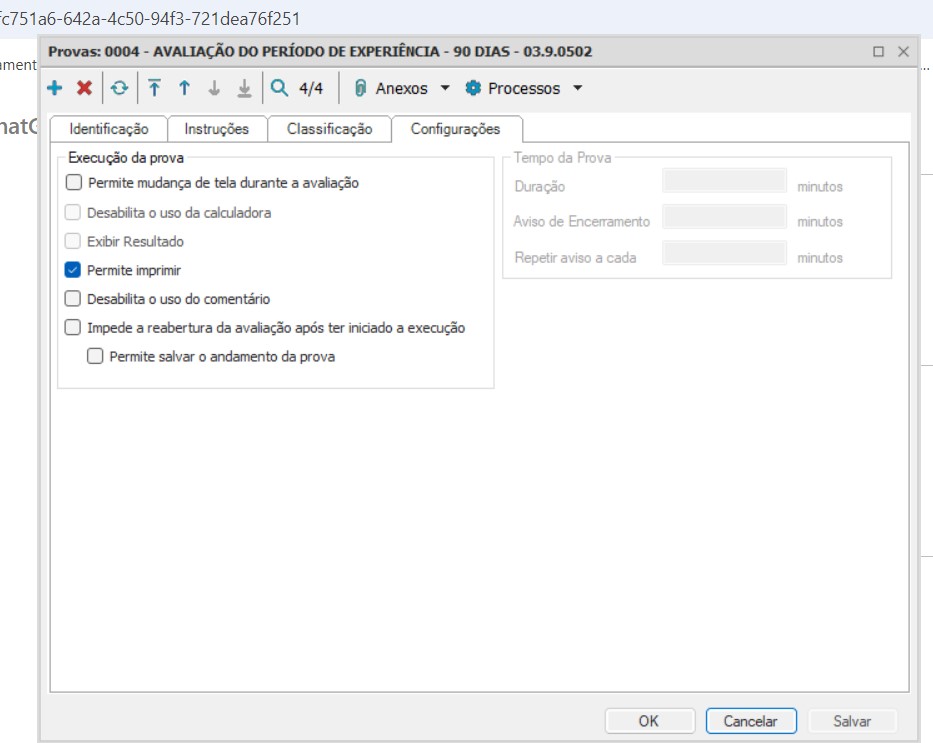 fc751a6-642a-4c50-94f3-721dea76f251
Provas: 0004 - AVALIAÇÃO DO PERÍODO DE EXPERIÊNCIA - 90 DIAS - 03.9.0502
ament
4/4 Anexos Processos
hatG
Identificação Instruções Classificação Configurações
Execução da prova
Permite mudança de tela durante a avaliação
Desabilita o uso da calculadora
Exibir Resultado
Permite imprimir
Desabilita o uso do comentário
Impede a reabertura da avaliação após ter iniciado a execução
Permite salvar o andamento da prova
Tempo da Prova
Duração minutos
Aviso de Encerramento minutos
Repetir aviso a cada minutos
OK Cancelar Salvar